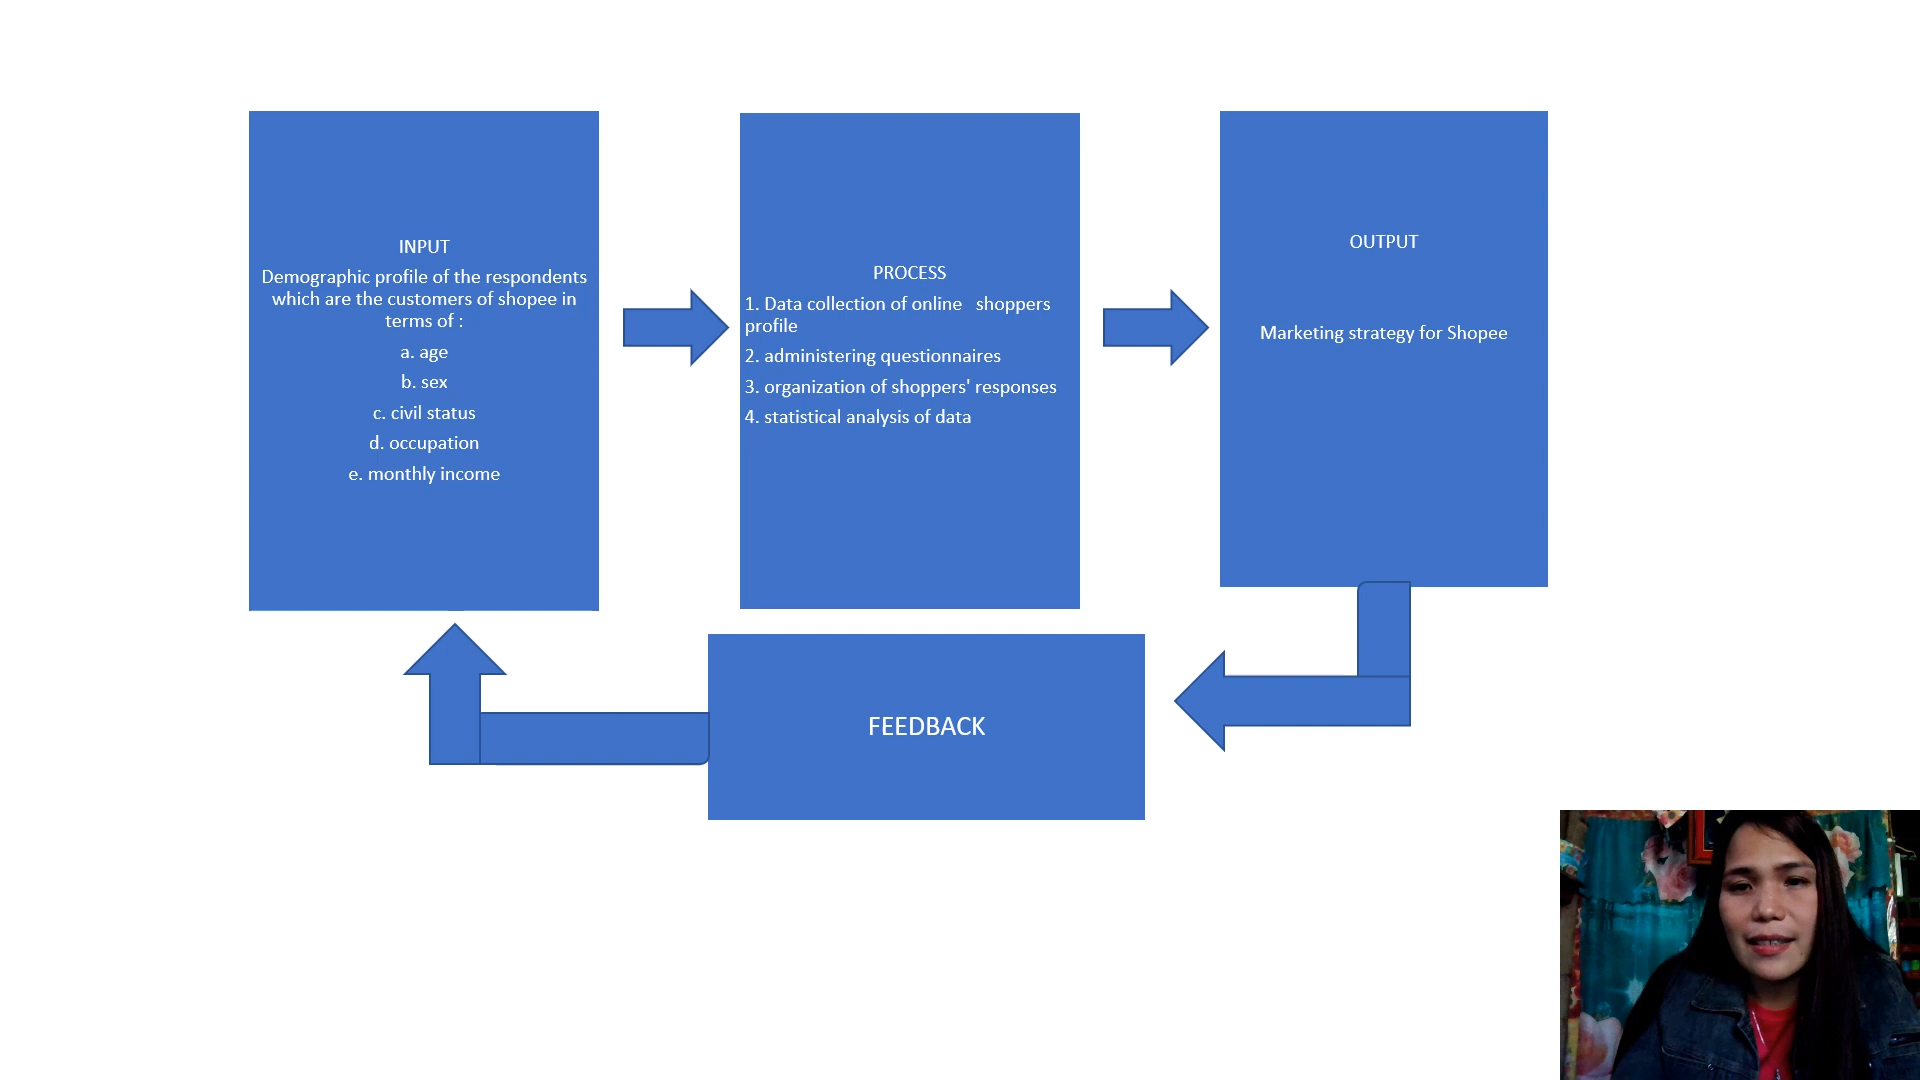 INPUT
Demographic profile of the respondents
which are the customers of shopee in
terms of :
a. age
b. sex
c. civil status
d. occupation
e. monthly income
PROCESS
1. Data collection of online   shoppers
profile
2. administering questionnaires
3. organization of shoppers' responses
4. statistical analysis of data
OUTPUT
Marketing strategy for Shopee
FEEDBACK